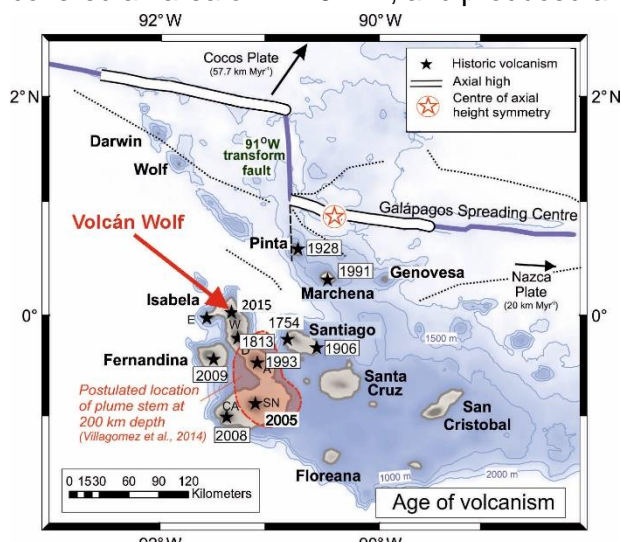 92°W
90°W
Cocos Plate
(57.7 km Myr⁻¹)
Historic volcanism
Axial high
Centre of axial
height symmetry
2°N
Darwin
Wolf
91°W
transform
fault
Galápagos Spreading Centre
Volcán Wolf
Pinta
1928
1991
Genovesa
Marchena
Nazca
Plate
(20 km Myr⁻¹)
Isabela
2015
0°
0°
E
W
1754
Santiago
1813
D
1906
1500 m
Fernandina
1993
A
2009
Santa
Cruz
Postulated location
of plume stem at
200 km depth
(Villagomez et al., 2014)
SN
CA
2005
San
Cristobal
2008
Floreana
1000 m
2000 m
0 1530 60 90 120
Kilometers
Age of volcanism
92°W
90°W